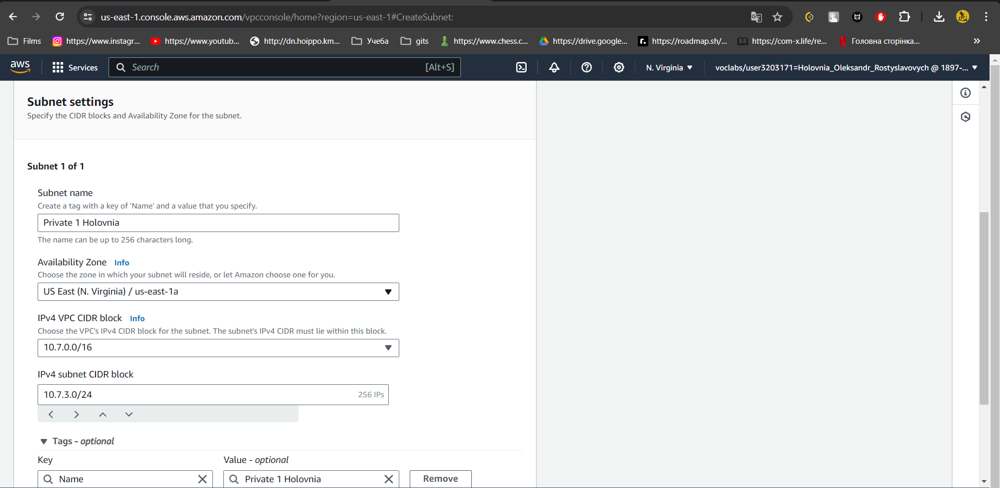 us-east-1.console.aws.amazon.com/vpcconsole/home?region=us-east-1#CreateSubnet:
Films https://www.instagr... https://www.youtub... http://dn.hoippo.km... Учеба gits https://www.chess.c... https://drive.google... https://roadmap.sh/... https://com-x.life/re... Головна сторінка...
aws Services Search [Alt+S] N. Virginia voclabs/user3203171=Holovnia_Oleksandr_Rostyslavovych @ 1897-...
Subnet settings
Specify the CIDR blocks and Availability Zone for the subnet.
Subnet 1 of 1
Subnet name
Create a tag with a key of 'Name' and a value that you specify.
Private 1 Holovnia
The name can be up to 256 characters long.
Availability Zone Info
Choose the zone in which your subnet will reside, or let Amazon choose one for you.
US East (N. Virginia) / us-east-1a
IPv4 VPC CIDR block Info
Choose the VPC's IPv4 CIDR block for the subnet. The subnet's IPv4 CIDR must lie within this block.
10.7.0.0/16
IPv4 subnet CIDR block
10.7.3.0/24 256 IPs
Tags - optional
Key Value - optional
Name Private 1 Holovnia Remove